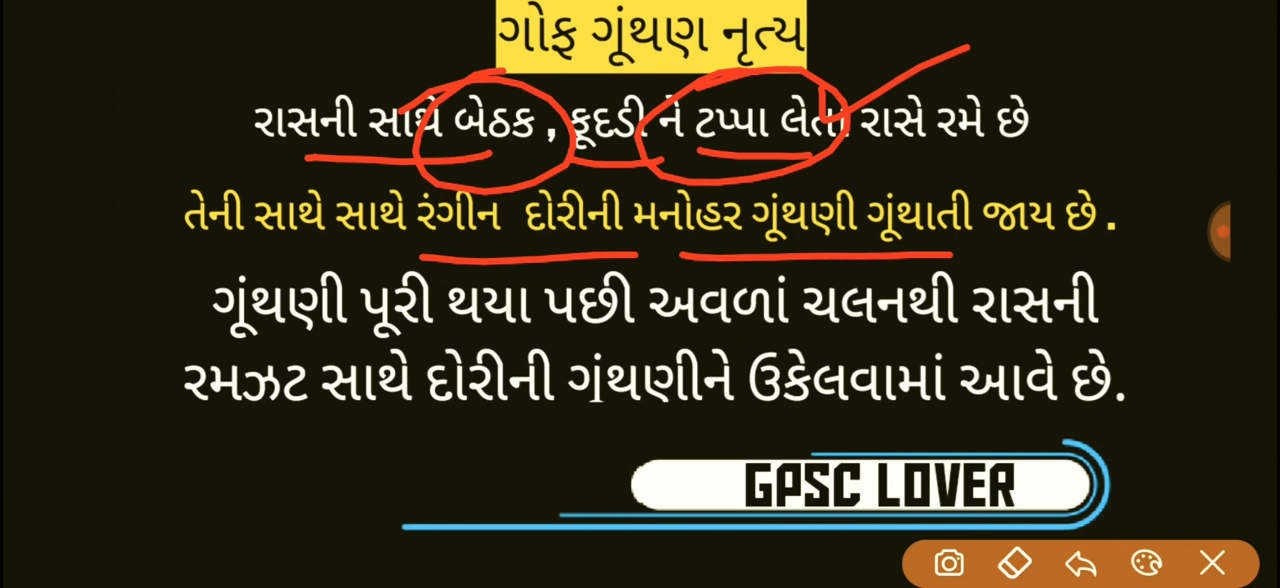 ગોફ ગૂંથણ નૃત્ય
રાસની સાથે બેઠક , ફૂદડી ને ટપ્પા લેતા રાસે રમે છે
તેની સાથે સાથે રંગીન દોરીની મનોહર ગૂંથણી ગૂંથાતી જાય છે .
ગૂંથણી પૂરી થયા પછી અવળાં ચલનથી રાસની
રમઝટ સાથે દોરીની ગૂંથણીને ઉકેલવામાં આવે છે.
GPSC LOVER